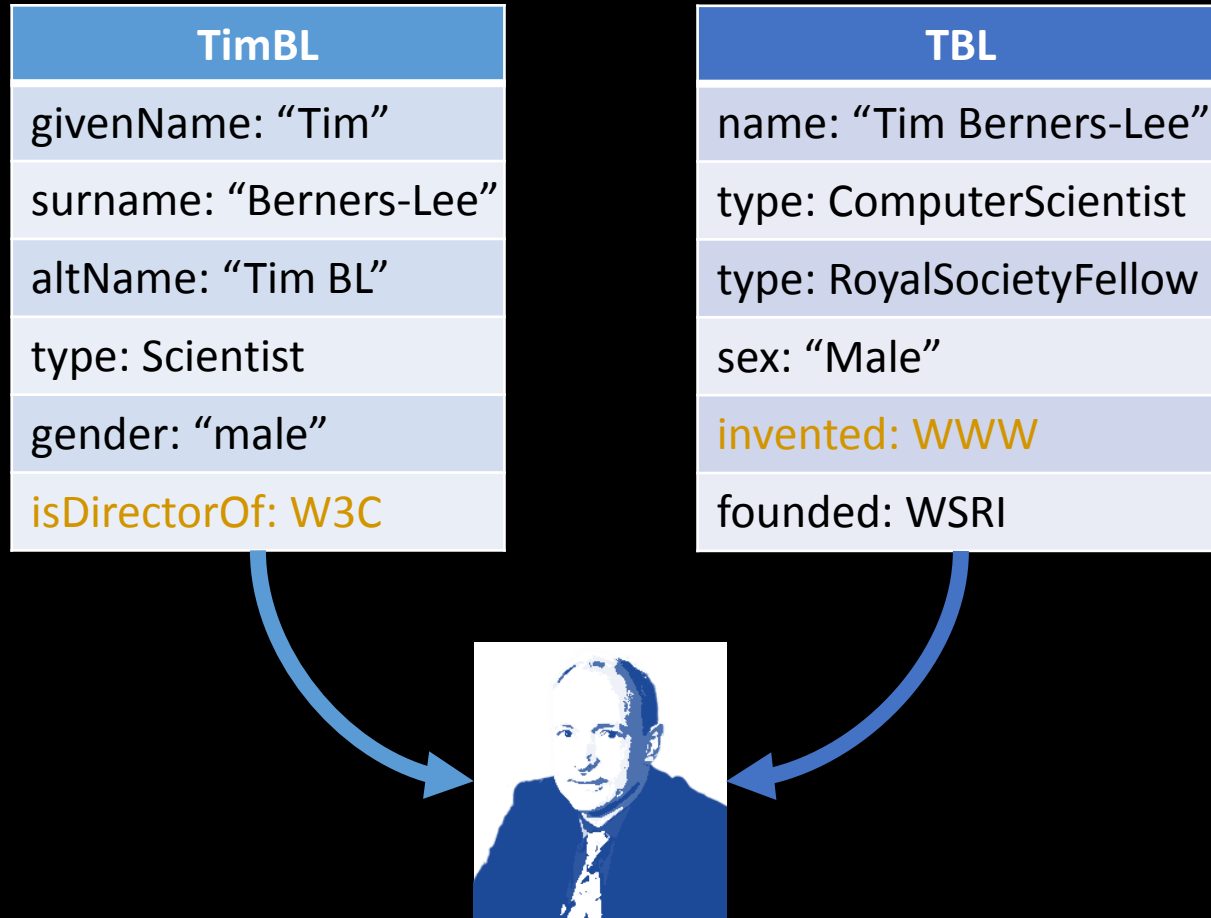 TimBL
givenName: “Tim”
surname: “Berners-Lee”
altName: “Tim BL”
type: Scientist
gender: “male”
isDirectorOf: W3C
TBL
name: “Tim Berners-Lee”
type: ComputerScientist
type: RoyalSocietyFellow
sex: “Male”
invented: WWW
founded: WSRI